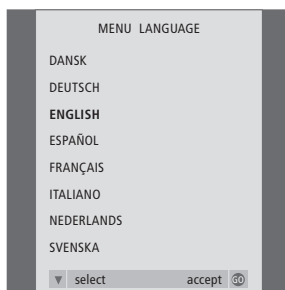 MENU LANGUAGE
DANSK
DEUTSCH
ENGLISH
ESPAÑOL
FRANÇAIS
ITALIANO
NEDERLANDS
SVENSKA
▼ select accept GO